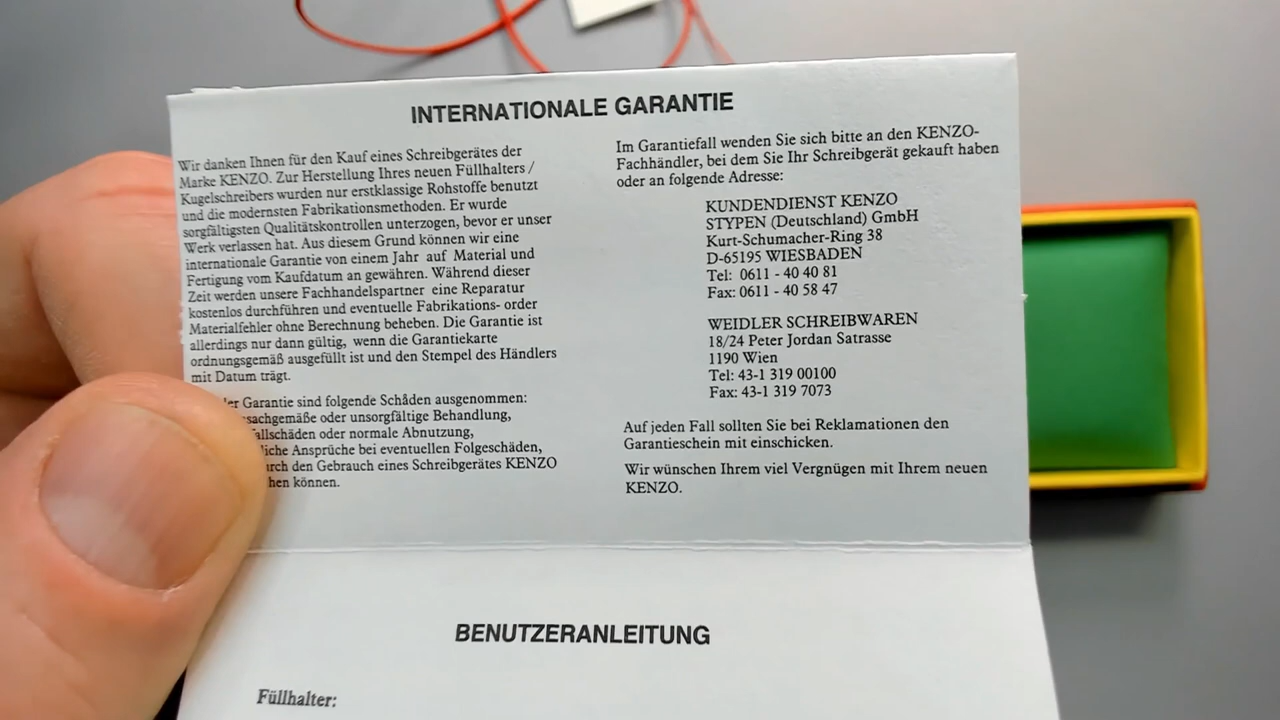 INTERNATIONALE GARANTIE
Wir danken Ihnen für den Kauf eines Schreibgerätes der
Marke KENZO. Zur Herstellung Ihres neuen Füllhalters /
Kugelschreibers wurden nur erstklassige Rohstoffe benutzt
und die modernsten Fabrikationsmethoden. Er wurde
sorgfältigsten Qualitätskontrollen unterzogen, bevor er unser
Werk verlassen hat. Aus diesem Grund können wir eine
internationale Garantie von einem Jahr auf Material und
Fertigung vom Kaufdatum an gewähren. Während dieser
Zeit werden unsere Fachhandelspartner eine Reparatur
kostenlos durchführen und eventuelle Fabrikations- order
Materialfehler ohne Berechnung beheben. Die Garantie ist
allerdings nur dann gültig, wenn die Garantiekarte
ordnungsgemäß ausgefüllt ist und den Stempel des Händlers
mit Datum trägt.
Garantie sind folgende Schåden ausgenommen:
oder unsorgfältige Behandlung,
oder normale Abnutzung,
Ansprüche bei eventuellen Folgeschäden,
den Gebrauch eines Schreibgerätes KENZO
können.
Im Garantiefall wenden Sie sich bitte an den KENZO-
Fachhändler, bei dem Sie Ihr Schreibgerät gekauft haben
oder an folgende Adresse:
KUNDENDIENST KENZO
STYPEN (Deutschland) GmbH
Kurt-Schumacher-Ring 38
D-65195 WIESBADEN
Tel: 0611 - 40 40 81
Fax: 0611 - 40 58 47
WEIDLER SCHREIBWAREN
18/24 Peter Jordan Satrasse
1190 Wien
Tel: 43-1 319 00100
Fax: 43-1 319 7073
Auf jeden Fall sollten Sie bei Reklamationen den
Garantieschein mit einschicken.
Wir wünschen Ihrem viel Vergnügen mit Ihrem neuen
KENZO.
BENUTZERANLEITUNG
Füllhalter: